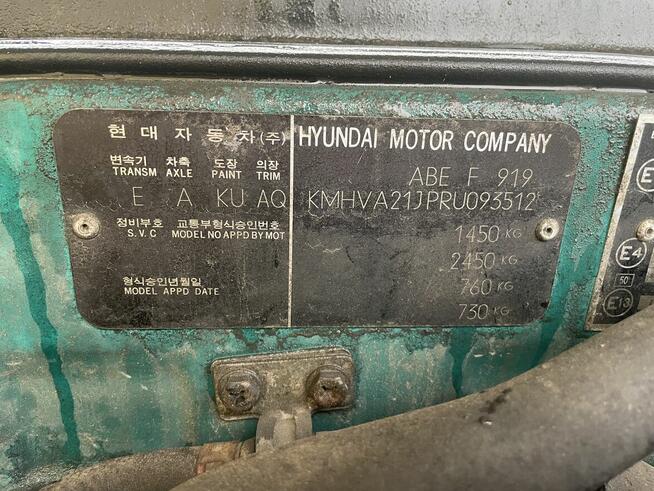 현대자동차(주) HYUNDAI MOTOR COMPANY
변속기 차축 도장 의장
TRANSM AXLE PAINT TRIM
ABE F 919
E A KU AQ
KMHVA21JPRU093512
정비부호 교통부형식승인번호
S.V.C MODEL NO APPD BY MOT
1450 KG
2450 KG
형식승인년월일
MODEL APPD DATE
760 KG
730 KG
E4
50
E13